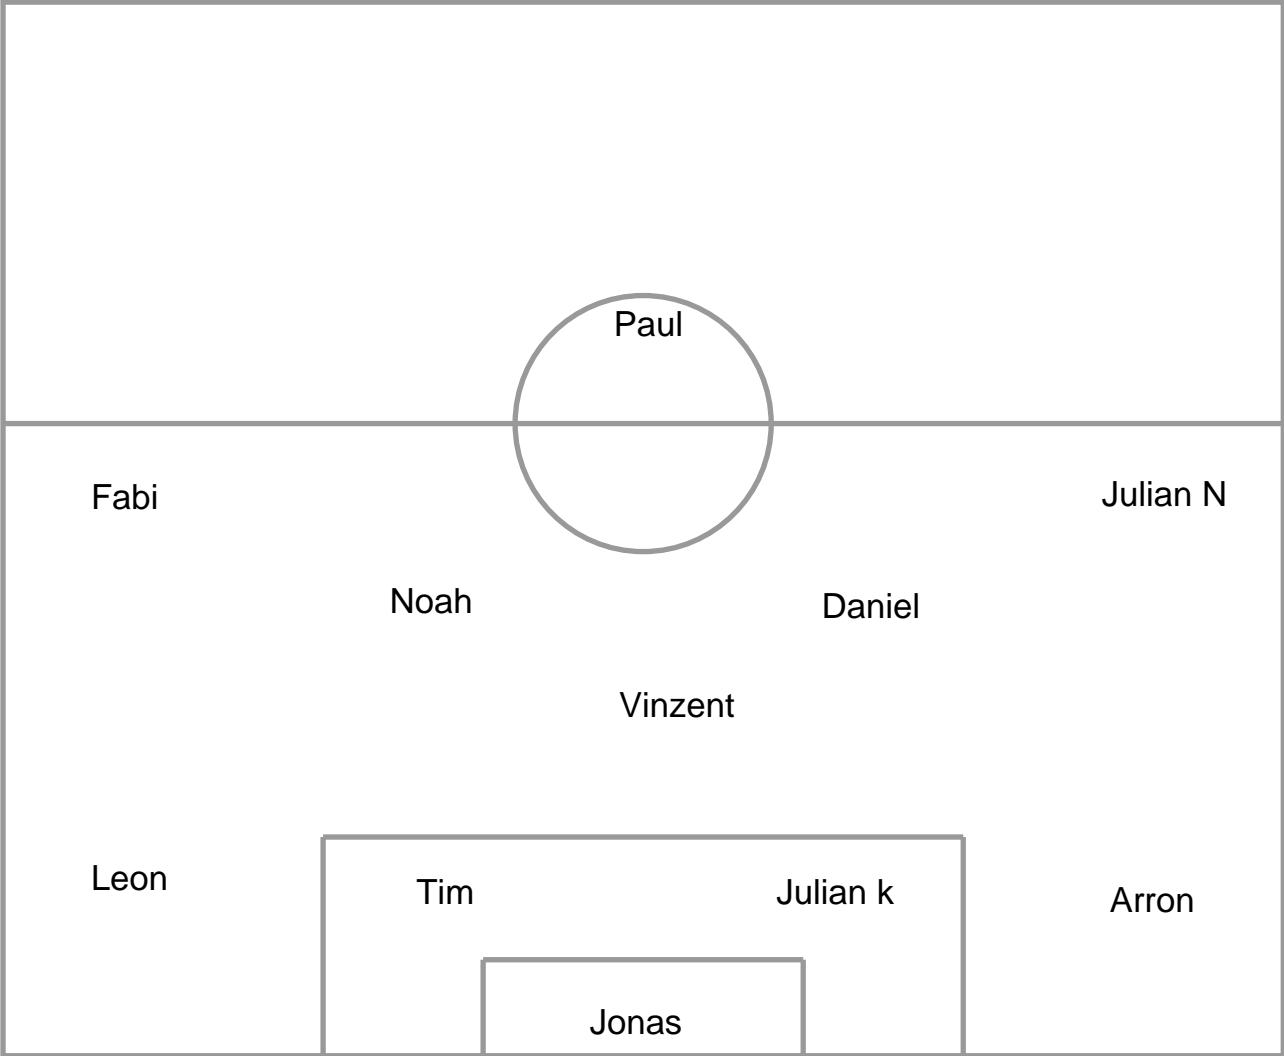 Paul
Fabi
Julian N
Noah
Daniel
Vinzent
Leon
Tim
Julian k
Arron
Jonas